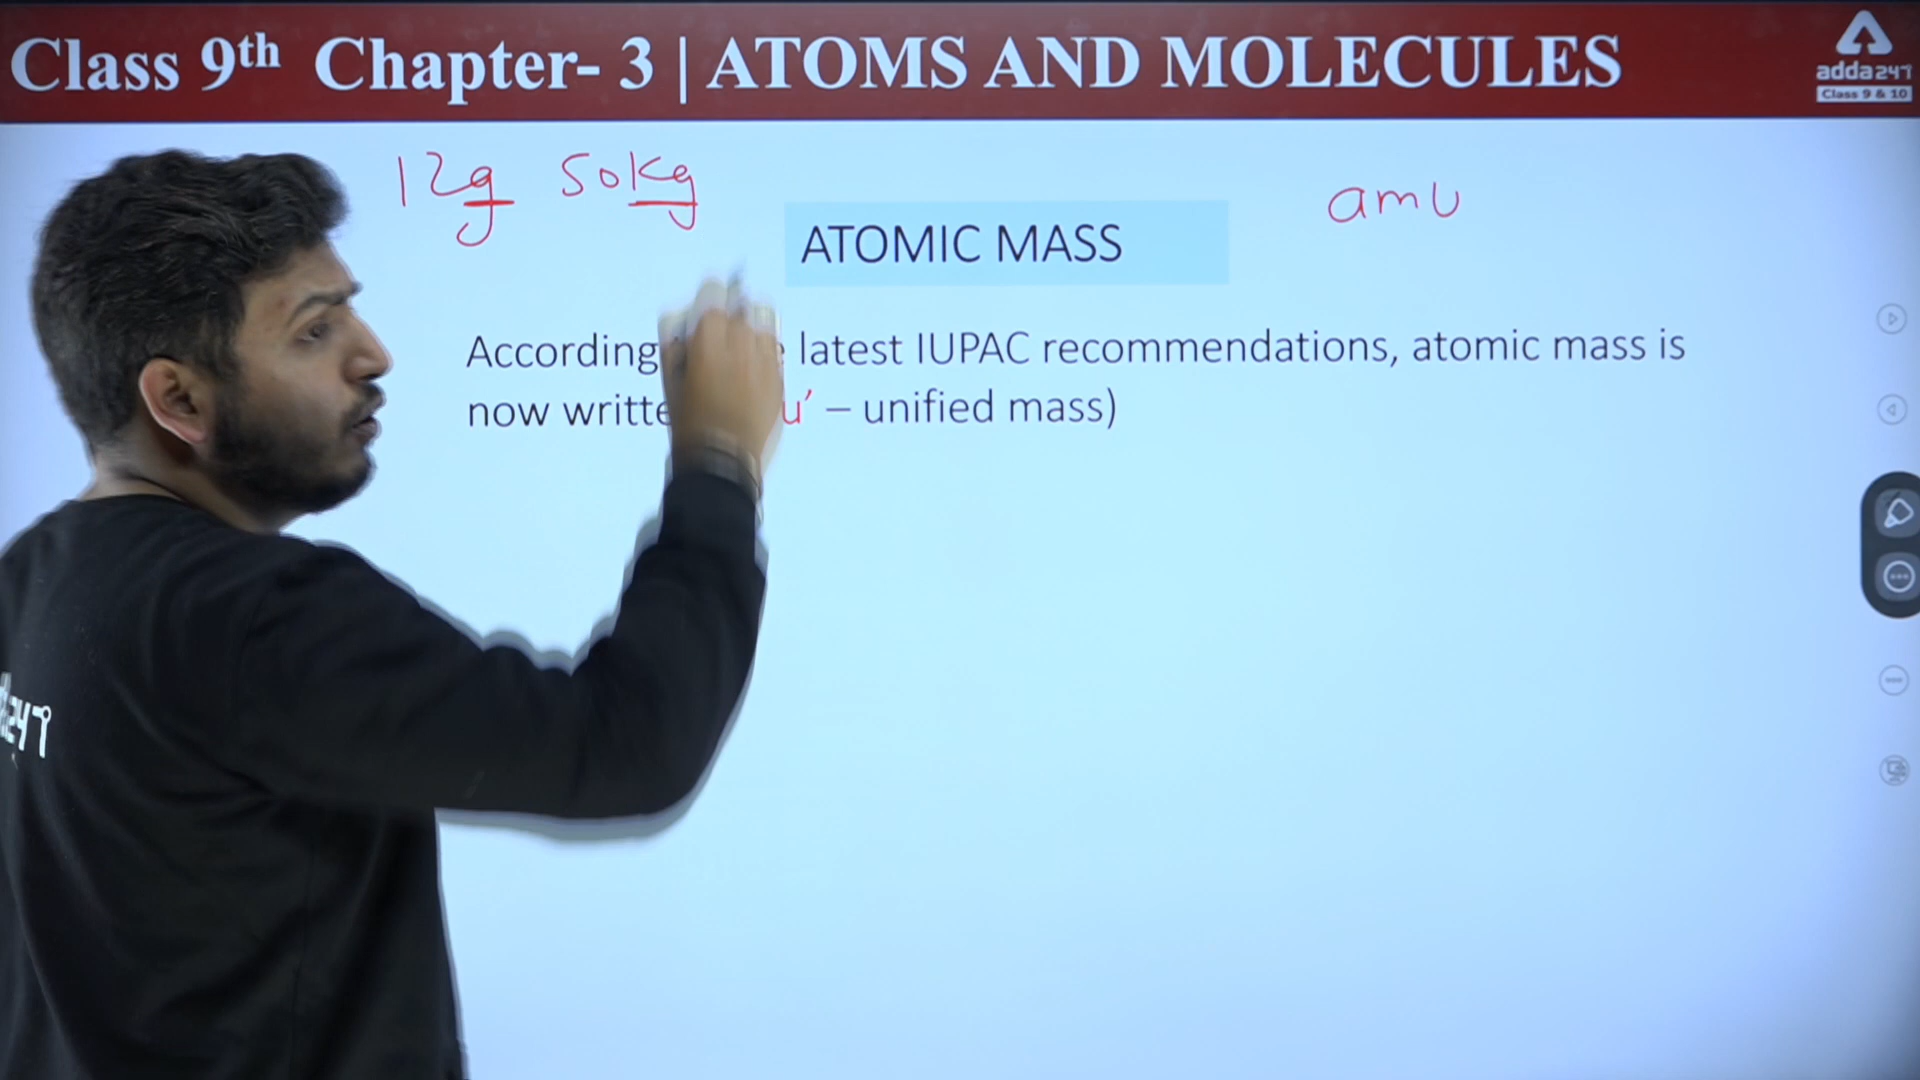 Class 9th Chapter- 3 | ATOMS AND MOLECULES
adda247
Class 9 & 10
12g 50kg
amu
ATOMIC MASS
According latest IUPAC recommendations, atomic mass is
now u’ – unified mass)
247